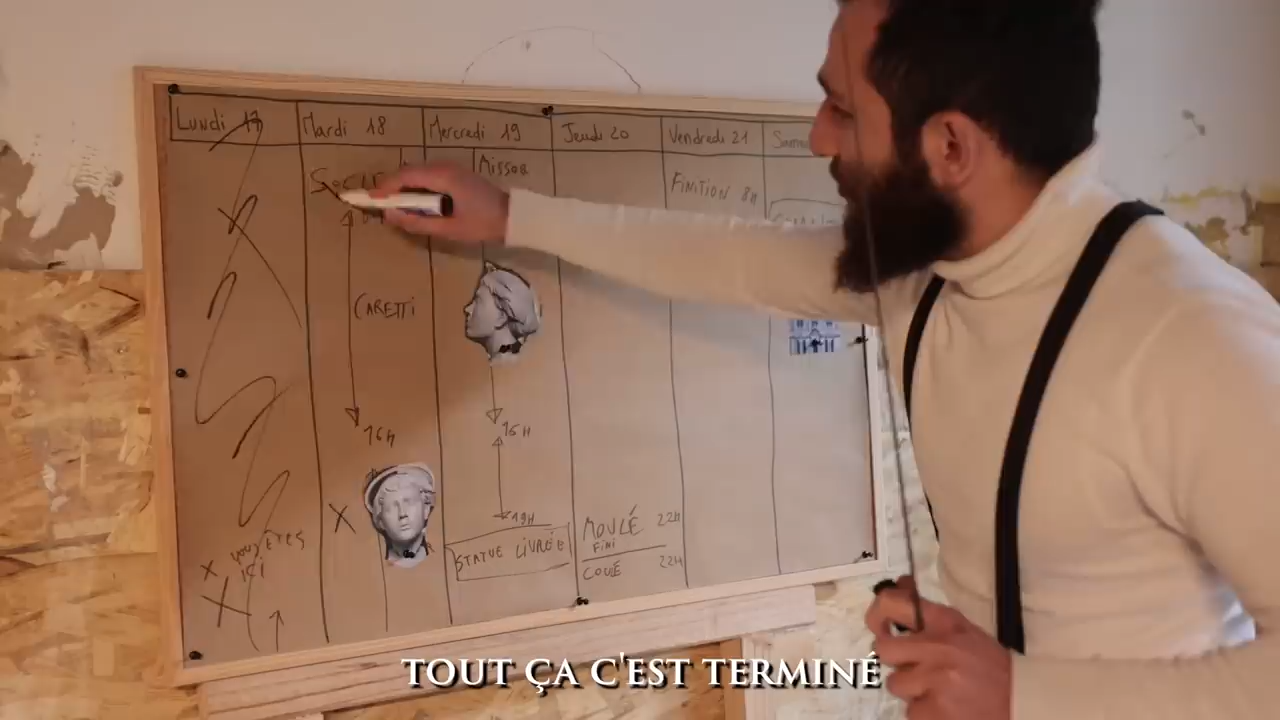 Lundi 17
Mardi 18
Mercredi 19
Jeudi 20
Vendredi 21
MISSOR
FINITION 8H
CARETTI
16H
16H
19H
STATUE LIVRÉE
MOULÉ 22H
FINI
COULÉ 22H
VOUS ÊTES
ICI
TOUT ÇA C'EST TERMINÉ